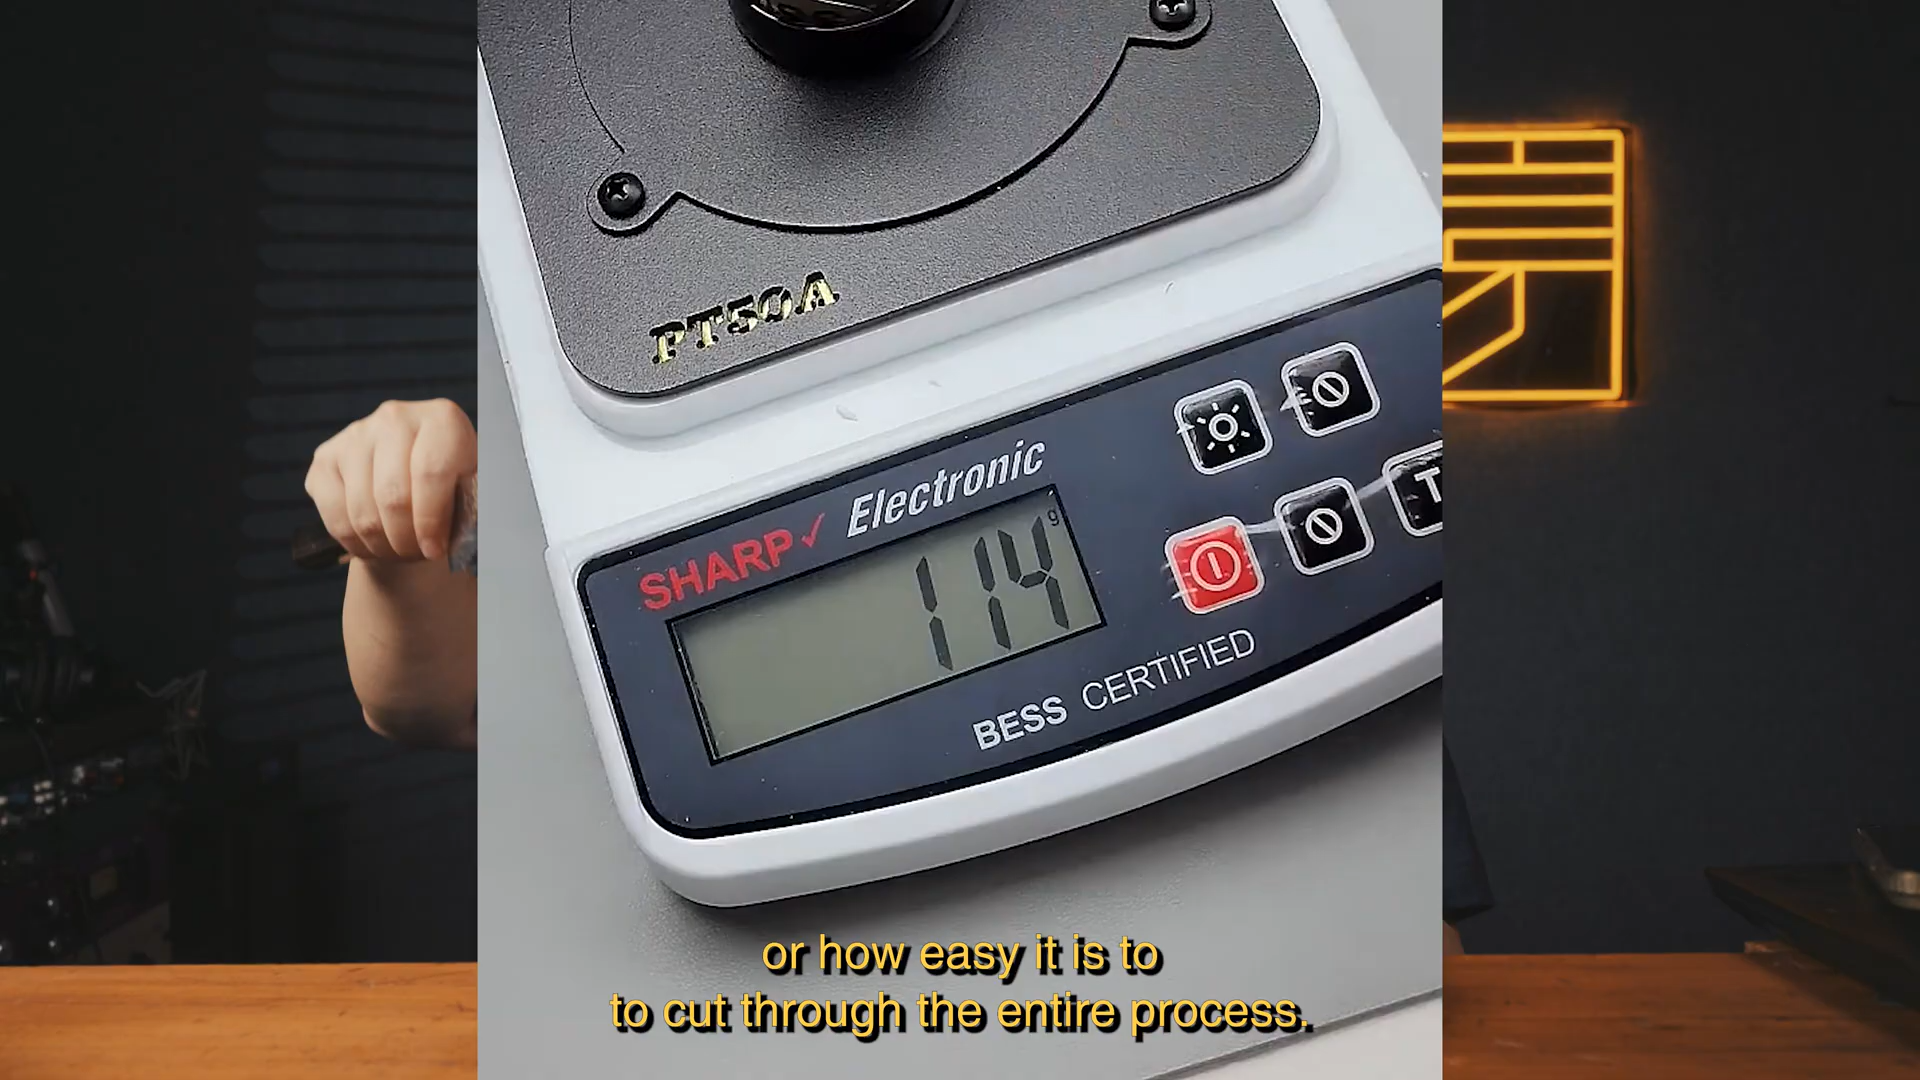 PT50A
SHARP✓ Electronic
114 g
T
BESS CERTIFIED
or how easy it is to
to cut through the entire process.